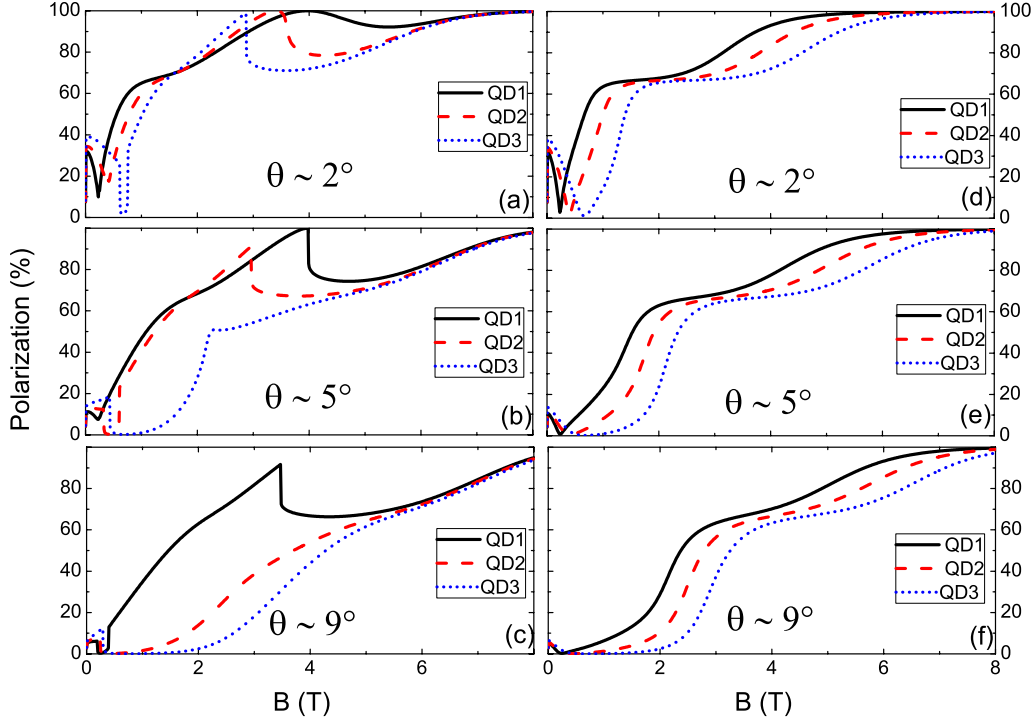 100
80
60
40
20
0
QD1
QD2
QD3
θ ~ 2°
(a)
100
80
60
40
20
0
QD1
QD2
QD3
θ ~ 2°
(d)
Polarization (%)
80
60
40
20
0
QD1
QD2
QD3
θ ~ 5°
(b)
80
60
40
20
0
QD1
QD2
QD3
θ ~ 5°
(e)
80
60
40
20
0
QD1
QD2
QD3
θ ~ 9°
(c)
0 2 4 6
B (T)
80
60
40
20
0
QD1
QD2
QD3
θ ~ 9°
(f)
0 2 4 6 8
B (T)